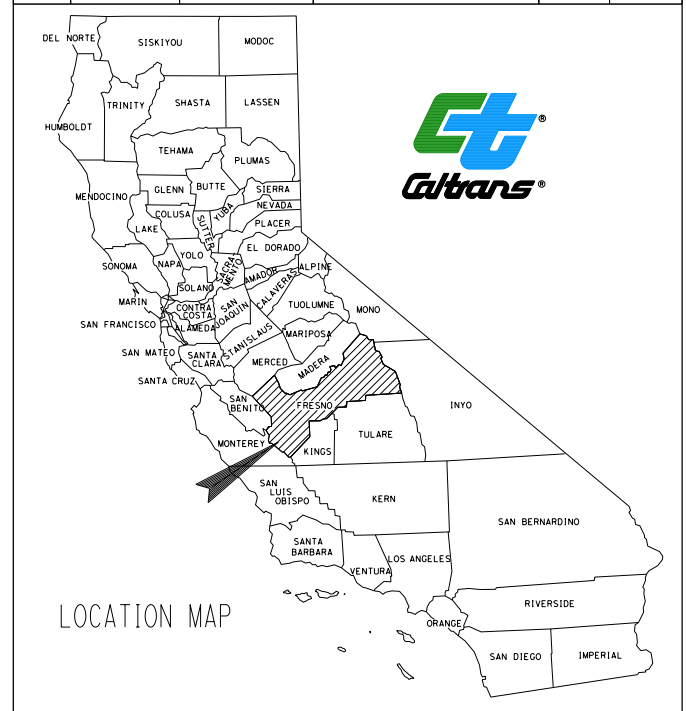 DEL NORTE
SISKIYOU
MODOC
TRINITY
SHASTA
LASSEN
HUMBOLDT
TEHAMA
PLUMAS
MENDOCINO
GLENN
BUTTE
SIERRA
NEVADA
YUBA
COLUSA
SUTTER
PLACER
LAKE
EL DORADO
YOLO
NAPA
SONOMA
SACRA-
MENTO
AMADOR
ALPINE
SOLANO
CALAVERAS
MARIN
N
CONTRA
COSTA
SAN
JOAQUIN
TUOLUMNE
MONO
SAN FRANCISCO
ALAMEDA
STANISLAUS
MARIPOSA
SAN MATEO
SANTA
CLARA
MERCED
MADERA
SANTA CRUZ
SAN
BENITO
FRESNO
INYO
MONTEREY
KINGS
TULARE
SAN
LUIS
OBISPO
KERN
SAN BERNARDINO
SANTA
BARBARA
VENTURA
LOS ANGELES
RIVERSIDE
ORANGE
SAN DIEGO
IMPERIAL
ct®
Caltrans®
LOCATION MAP